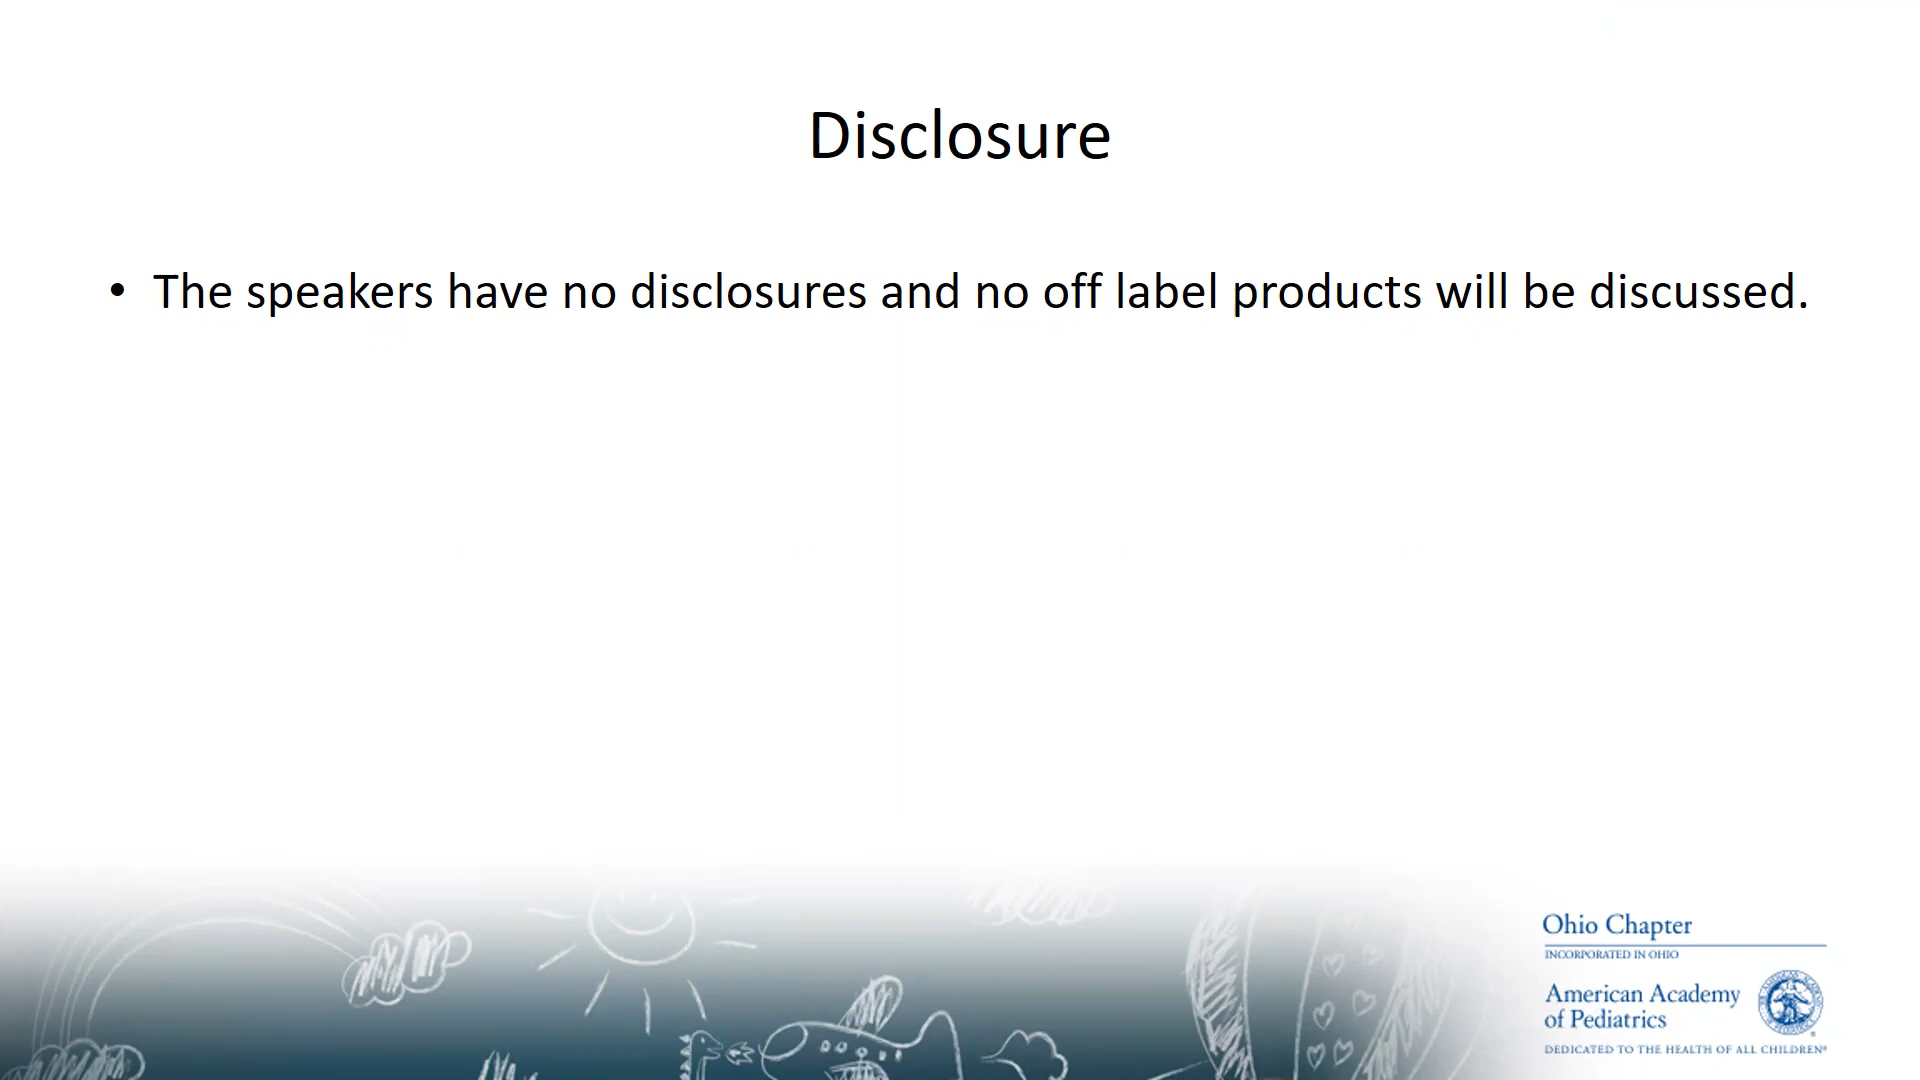 Disclosure
• The speakers have no disclosures and no off label products will be discussed.
Ohio Chapter
INCORPORATED IN OHIO
American Academy
of Pediatrics
DEDICATED TO THE HEALTH OF ALL CHILDREN®